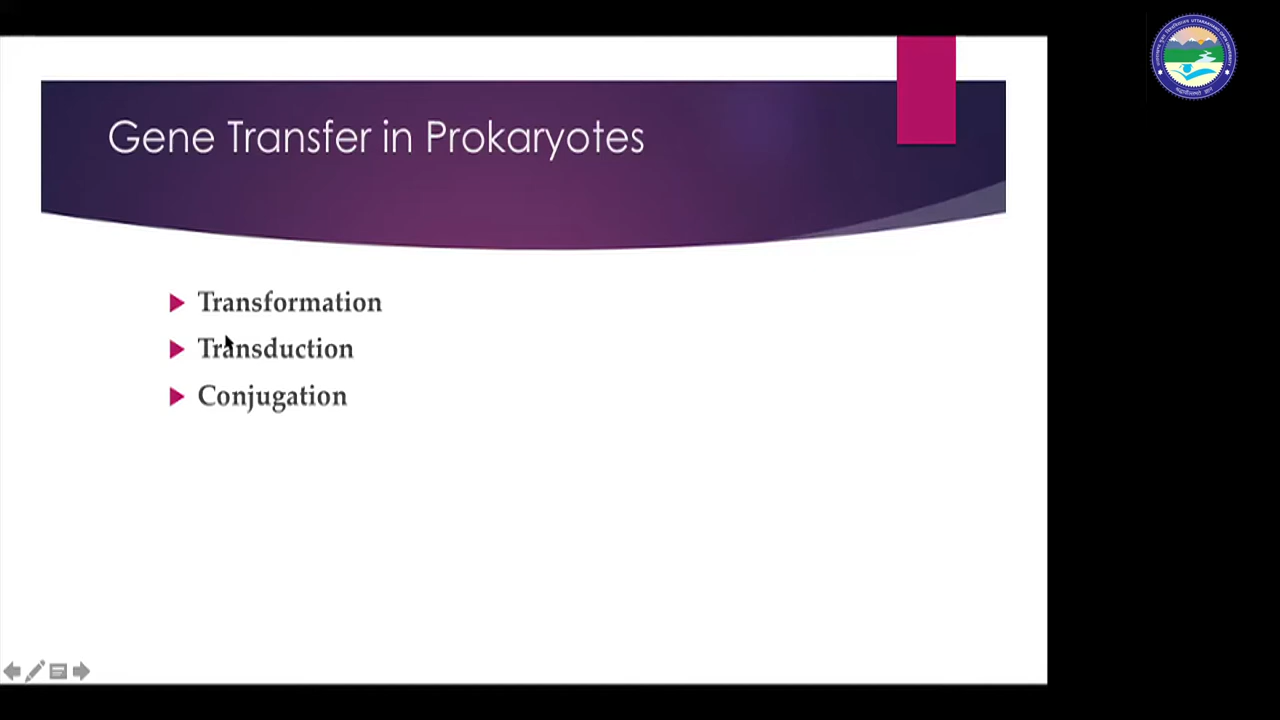 Gene Transfer in Prokaryotes
Transformation
Transduction
Conjugation